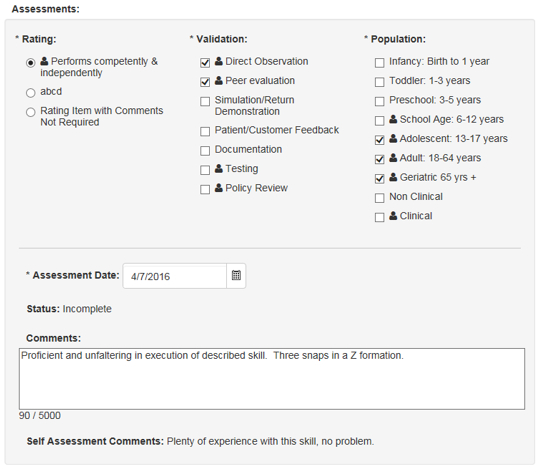 Assessments:
* Rating: * Validation: * Population:
Performs competently & independently
abcd
Rating Item with Comments Not Required
Direct Observation
Peer evaluation
Simulation/Return Demonstration
Patient/Customer Feedback
Documentation
Testing
Policy Review
Infancy: Birth to 1 year
Toddler: 1-3 years
Preschool: 3-5 years
School Age: 6-12 years
Adolescent: 13-17 years
Adult: 18-64 years
Geriatric 65 yrs +
Non Clinical
Clinical
* Assessment Date: 4/7/2016
Status: Incomplete
Comments:
Proficient and unfaltering in execution of described skill. Three snaps in a Z formation.
90 / 5000
Self Assessment Comments: Plenty of experience with this skill, no problem.